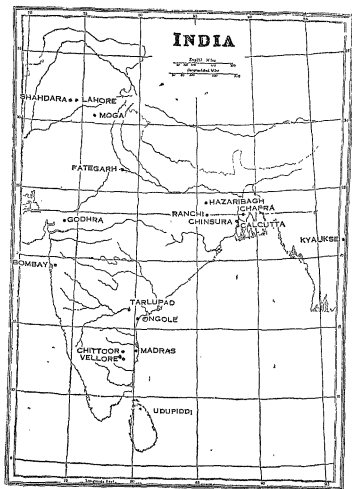 INDIA
English Miles
SHAHDARA LAHORE
MOGA
FATEGARH
HAZARIBAGH
RANCHI CHAPRA
CHINSURA
CALCUTTA
GODHRA
KYAUKSE
BOMBAY
TARLUPAD
ONGOLE
CHITTOOR MADRAS
VELLORE
UDUPIDDI